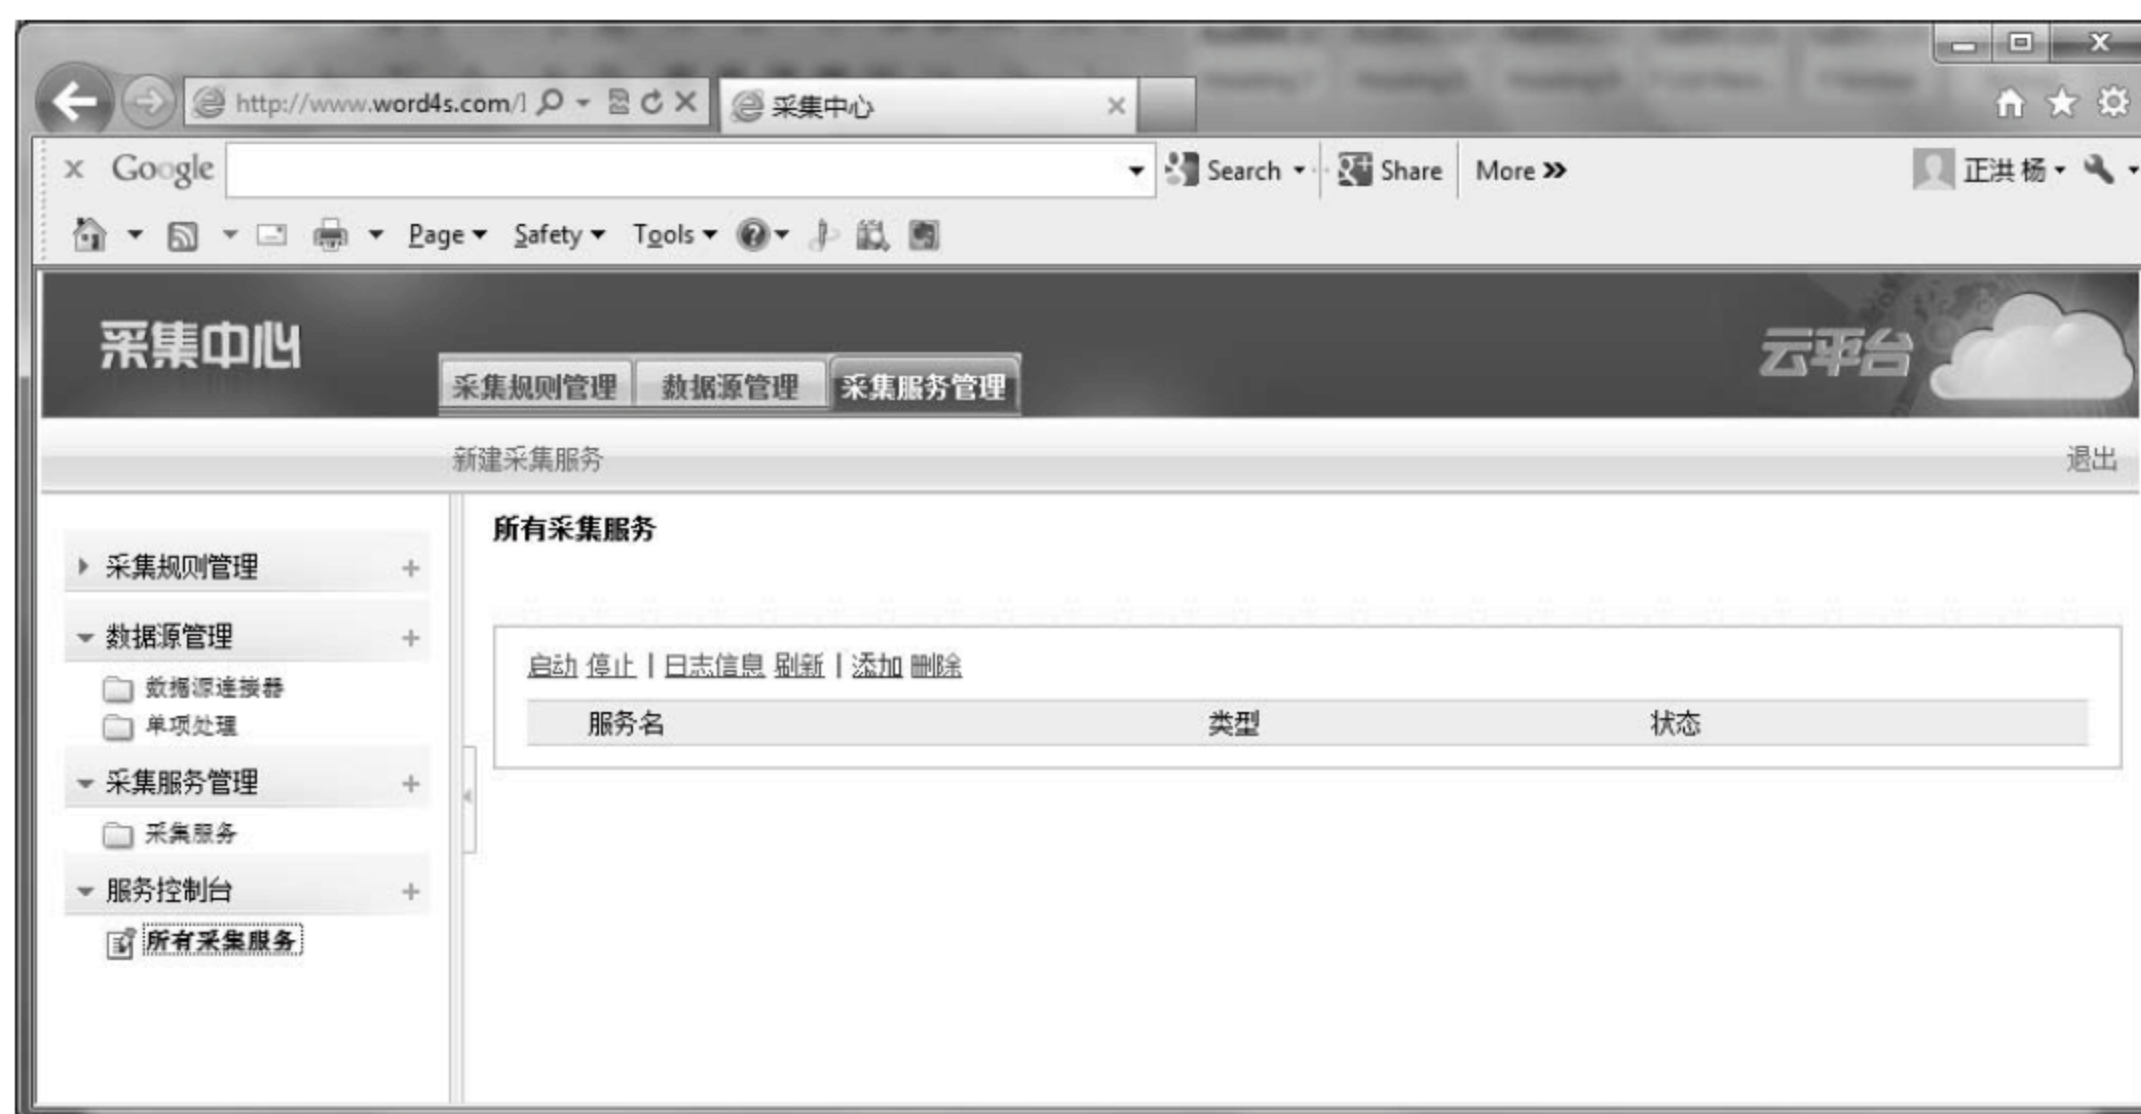 http://www.word4s.com/l
采集中心
Google
Search
Share
More
正洪 杨
Page Safety Tools
采集中心
云平台
采集规则管理 数据源管理 采集服务管理
新建采集服务 退出
采集规则管理
数据源管理
数据源连接器
单项处理
采集服务管理
采集服务
服务控制台
所有采集服务
所有采集服务
启动 停止 | 日志信息 刷新 | 添加 删除
服务名 类型 状态